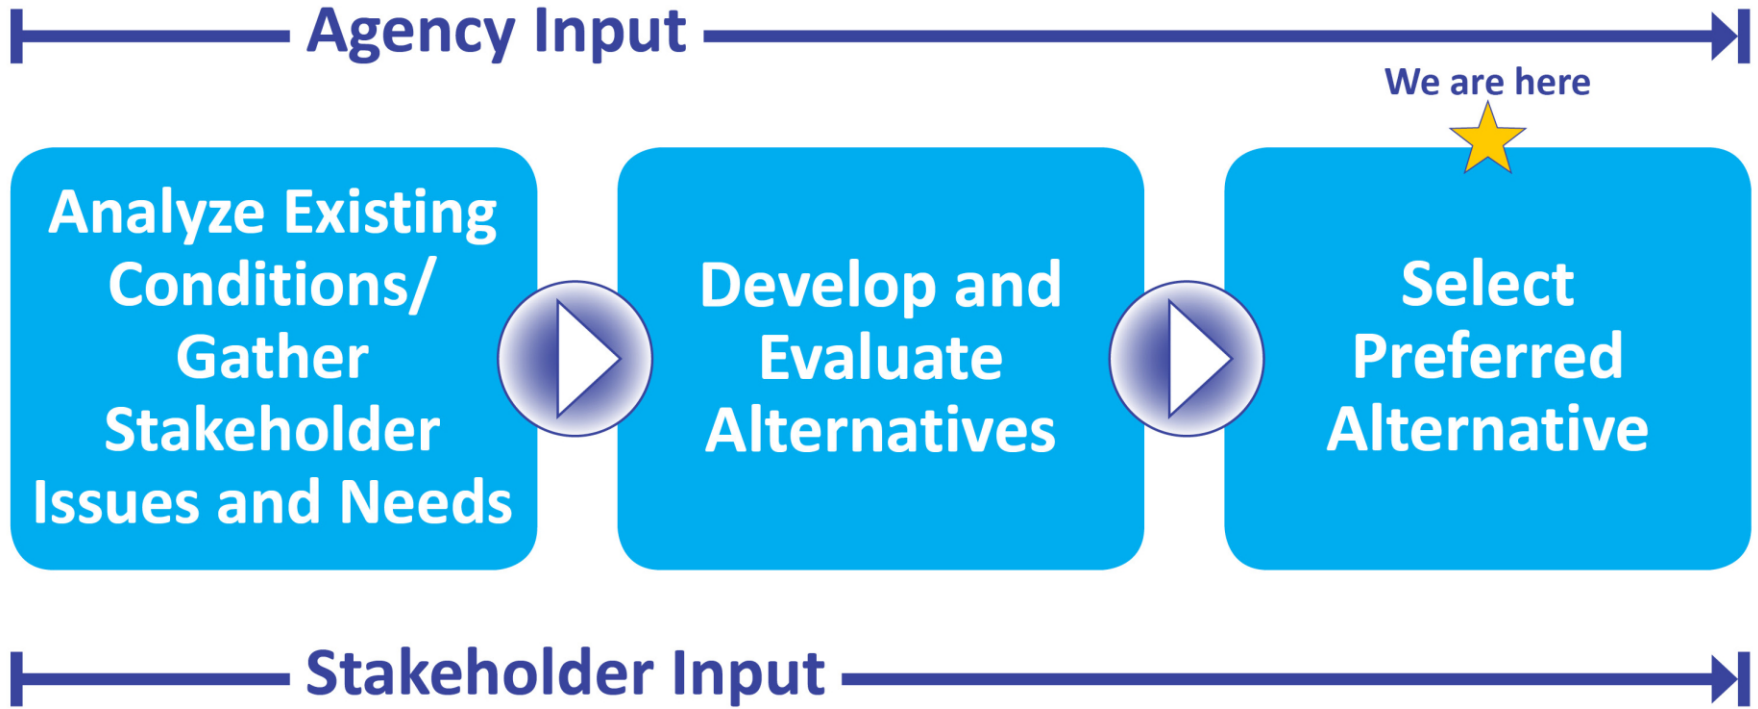 Agency Input
We are here
Analyze Existing
Conditions/
Gather
Stakeholder
Issues and Needs
Develop and
Evaluate
Alternatives
Select
Preferred
Alternative
Stakeholder Input